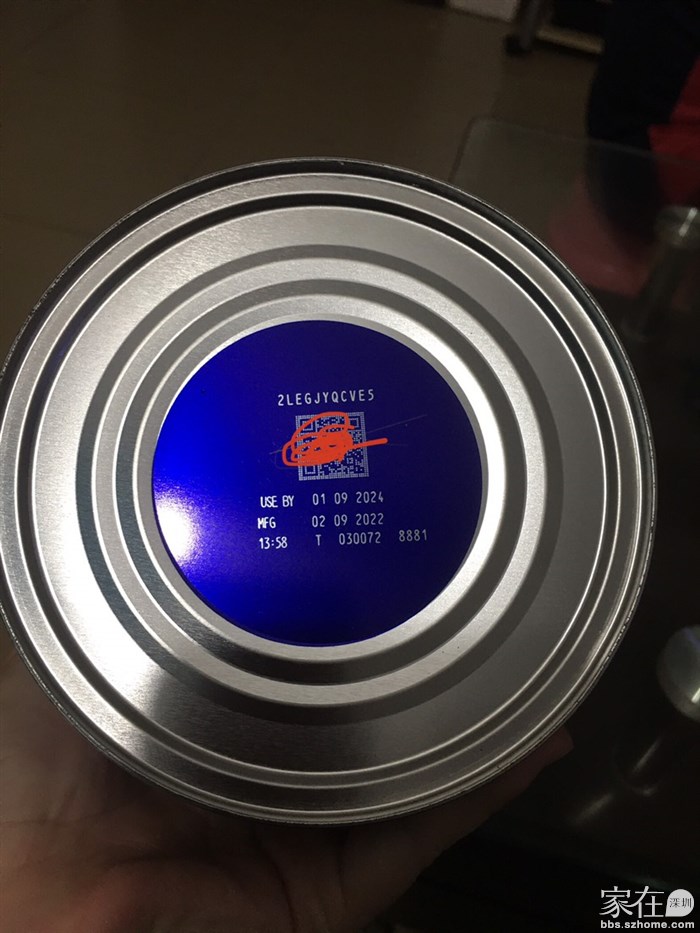 2LEGJYQCVE5
USE BY 01 09 2024
MFG 02 09 2022
13:58 T 030072 8881
家在深圳
bbs.szhome.com